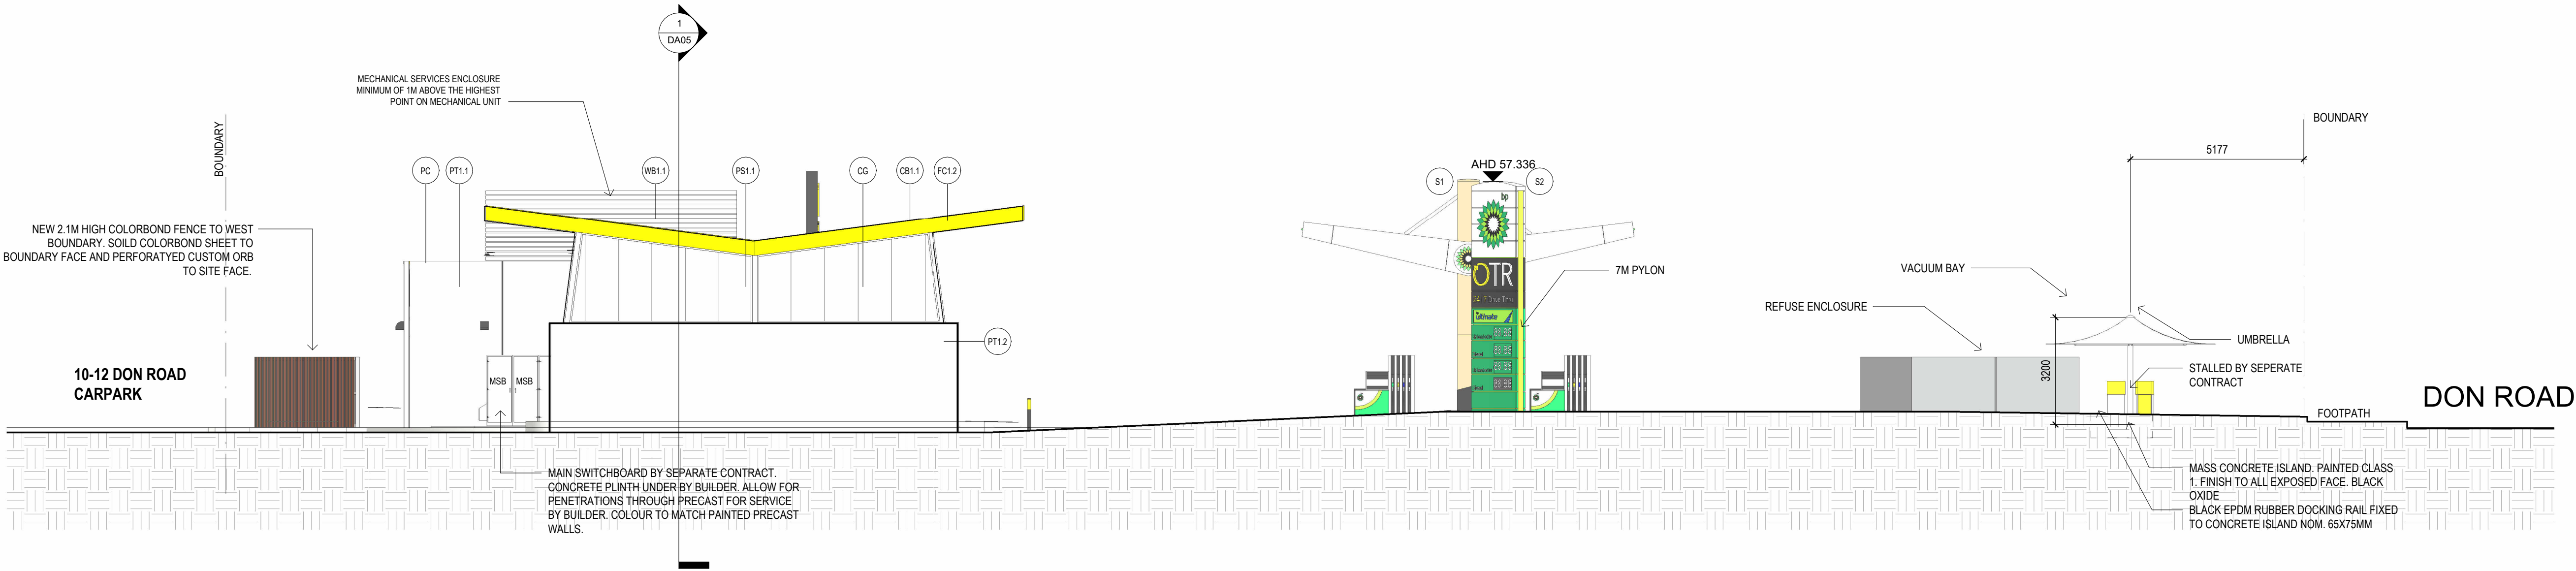 1
DA05
MECHANICAL SERVICES ENCLOSURE
MINIMUM OF 1M ABOVE THE HIGHEST
POINT ON MECHANICAL UNIT
BOUNDARY
BOUNDARY
5177
PC
PT1.1
WB1.1
PS1.1
CG
CB1.1
FC1.2
AHD 57.336
S1
S2
bp
NEW 2.1M HIGH COLORBOND FENCE TO WEST
BOUNDARY. SOILD COLORBOND SHEET TO
BOUNDARY FACE AND PERFORATYED CUSTOM ORB
TO SITE FACE.
OTR
7M PYLON
VACUUM BAY
REFUSE ENCLOSURE
ultimate
PT1.2
UMBRELLA
3200
STALLED BY SEPERATE
CONTRACT
10-12 DON ROAD
CARPARK
MSB
MSB
DON ROAD
FOOTPATH
MAIN SWITCHBOARD BY SEPARATE CONTRACT.
CONCRETE PLINTH UNDER BY BUILDER. ALLOW FOR
PENETRATIONS THROUGH PRECAST FOR SERVICE
BY BUILDER. COLOUR TO MATCH PAINTED PRECAST
WALLS.
MASS CONCRETE ISLAND. PAINTED CLASS
1. FINISH TO ALL EXPOSED FACE. BLACK
OXIDE
BLACK EPDM RUBBER DOCKING RAIL FIXED
TO CONCRETE ISLAND NOM. 65X75MM